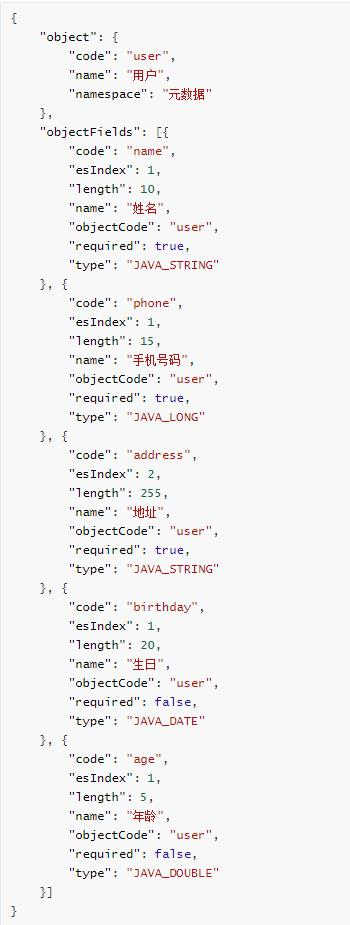 {
    "object": {
        "code": "user",
        "name": "用户",
        "namespace": "元数据"
    },
    "objectFields": [{
        "code": "name",
        "esIndex": 1,
        "length": 10,
        "name": "姓名",
        "objectCode": "user",
        "required": true,
        "type": "JAVA_STRING"
    }, {
        "code": "phone",
        "esIndex": 1,
        "length": 15,
        "name": "手机号码",
        "objectCode": "user",
        "required": true,
        "type": "JAVA_LONG"
    }, {
        "code": "address",
        "esIndex": 2,
        "length": 255,
        "name": "地址",
        "objectCode": "user",
        "required": true,
        "type": "JAVA_STRING"
    }, {
        "code": "birthday",
        "esIndex": 1,
        "length": 20,
        "name": "生日",
        "objectCode": "user",
        "required": false,
        "type": "JAVA_DATE"
    }, {
        "code": "age",
        "esIndex": 1,
        "length": 5,
        "name": "年龄",
        "objectCode": "user",
        "required": false,
        "type": "JAVA_DOUBLE"
    }]
}